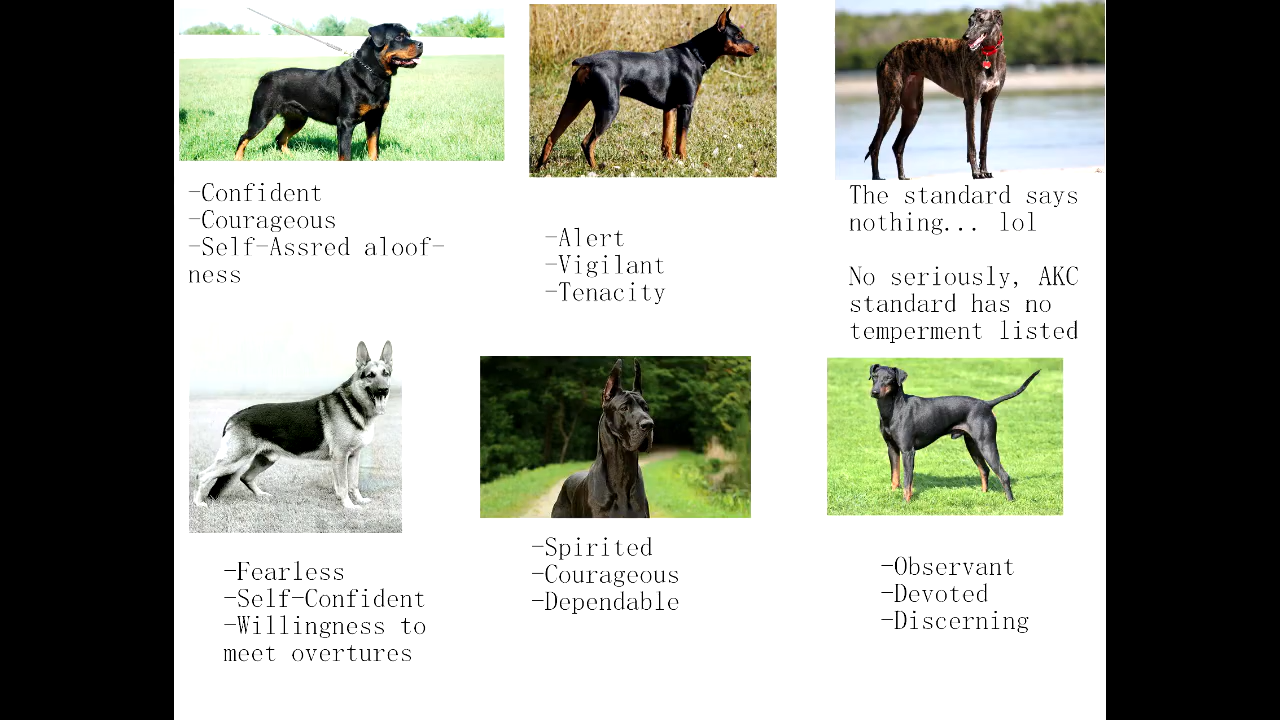 -Confident
-Courageous
-Self-Assred aloof-
ness
-Alert
-Vigilant
-Tenacity
The standard says
nothing... lol
No seriously, AKC
standard has no
temperment listed
-Fearless
-Self-Confident
-Willingness to
meet overtures
-Spirited
-Courageous
-Dependable
-Observant
-Devoted
-Discerning